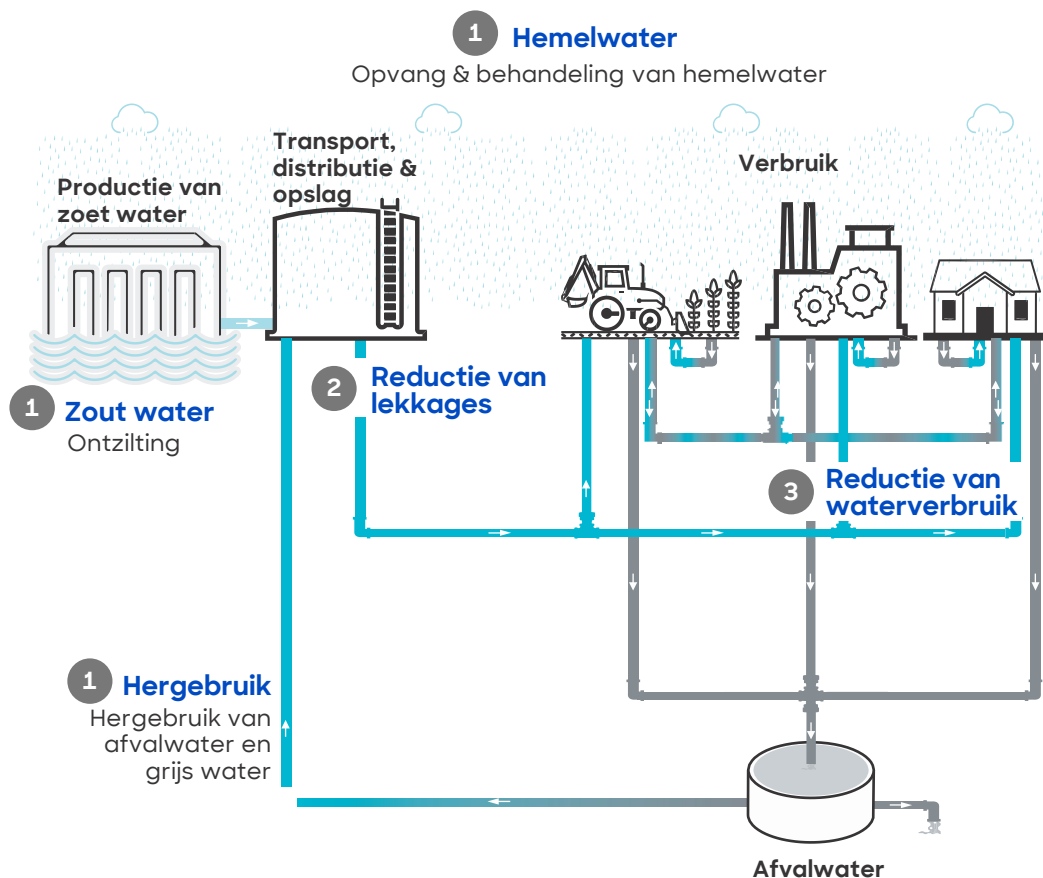 1 Hemelwater
Opvang & behandeling van hemelwater
Transport,
distributie &
opslag
Verbruik
Productie van
zoet water
2 Reductie van
lekkages
1 Zout water
Ontzilting
3 Reductie van
waterverbruik
1 Hergebruik
Hergebruik van
afvalwater en
grijs water
Afvalwater